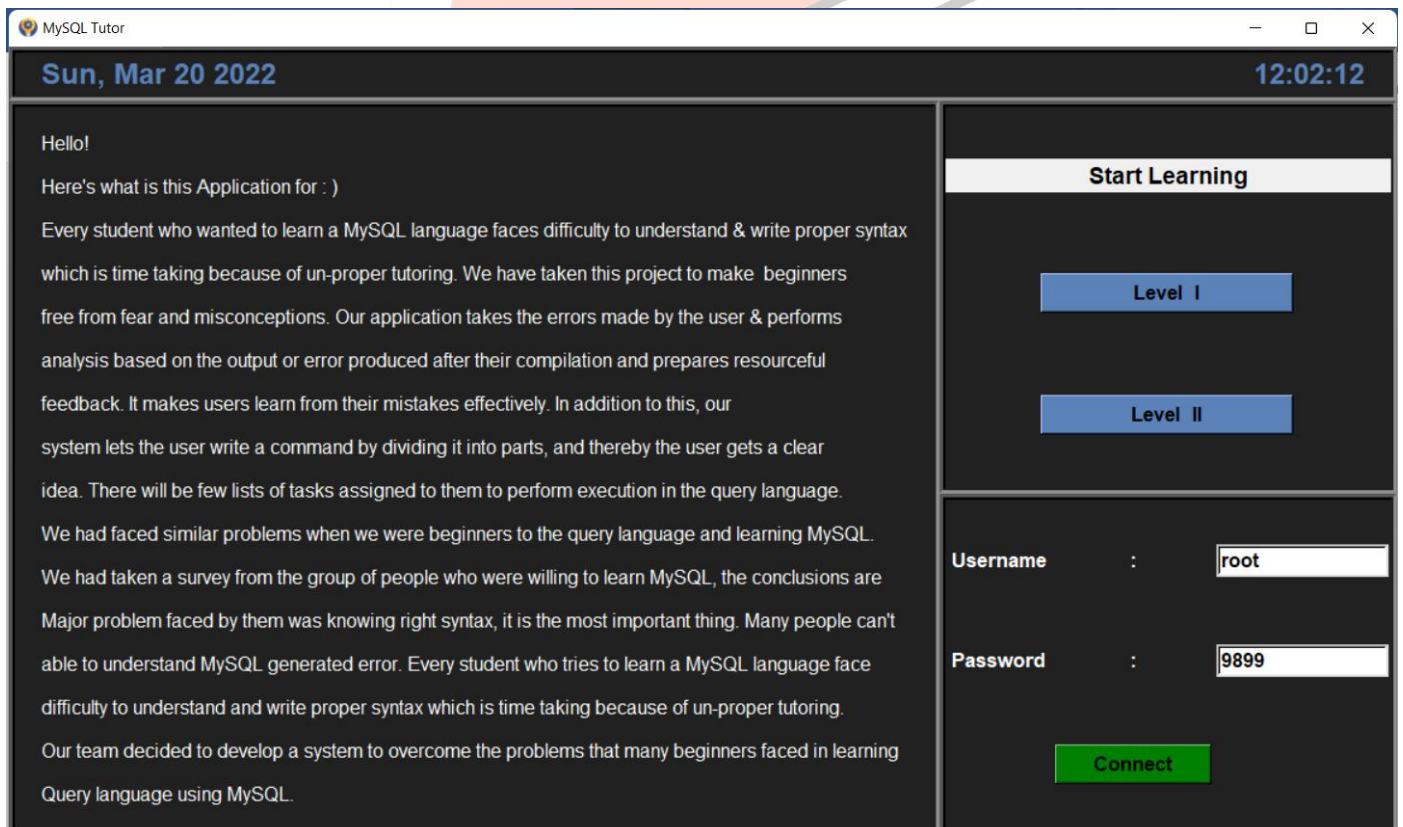 MySQL Tutor
Sun, Mar 20 2022
12:02:12
Hello!
Here's what is this Application for : )
Every student who wanted to learn a MySQL language faces difficulty to understand & write proper syntax
which is time taking because of un-proper tutoring. We have taken this project to make  beginners
free from fear and misconceptions. Our application takes the errors made by the user & performs
analysis based on the output or error produced after their compilation and prepares resourceful
feedback. It makes users learn from their mistakes effectively. In addition to this, our
system lets the user write a command by dividing it into parts, and thereby the user gets a clear
idea. There will be few lists of tasks assigned to them to perform execution in the query language.
We had faced similar problems when we were beginners to the query language and learning MySQL.
We had taken a survey from the group of people who were willing to learn MySQL, the conclusions are
Major problem faced by them was knowing right syntax, it is the most important thing. Many people can't
able to understand MySQL generated error. Every student who tries to learn a MySQL language face
difficulty to understand and write proper syntax which is time taking because of un-proper tutoring.
Our team decided to develop a system to overcome the problems that many beginners faced in learning
Query language using MySQL.
Start Learning
Level I
Level II
Username : root
Password : 9899
Connect